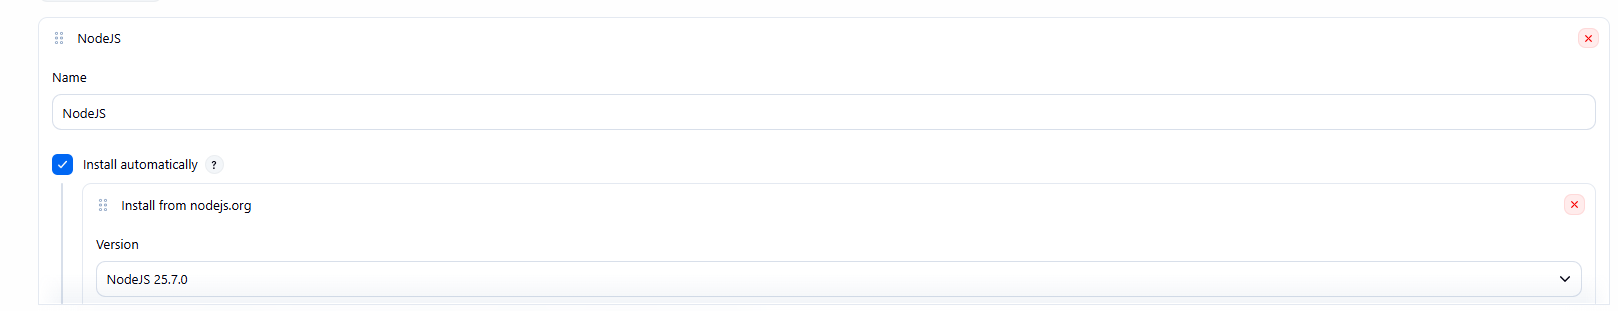 NodeJS
Name
NodeJS
Install automatically ?
Install from nodejs.org
Version
NodeJS 25.7.0